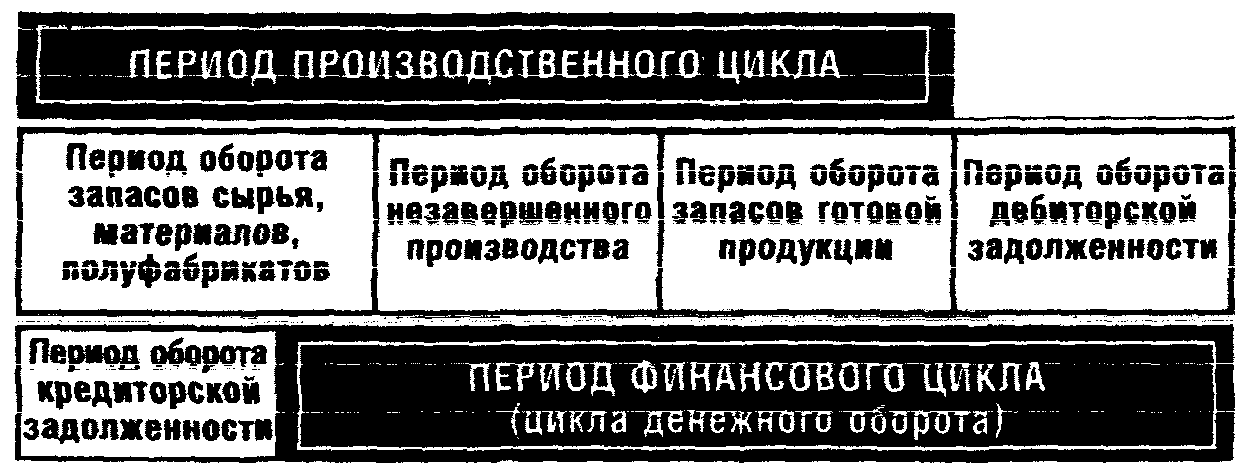 ПЕРИОД ПРОИЗВОДСТВЕННОГО ЦИКЛА
Период оборота
запасов сырья,
материалов,
полуфабрикатов
Период оборота
незавершенного
производства
Период оборота
запасов готовой
продукции
Период оборота
дебиторской
задолженности
Период оборота
кредиторской
задолженности
ПЕРИОД ФИНАНСОВОГО ЦИКЛА
(цикла денежного оборота)